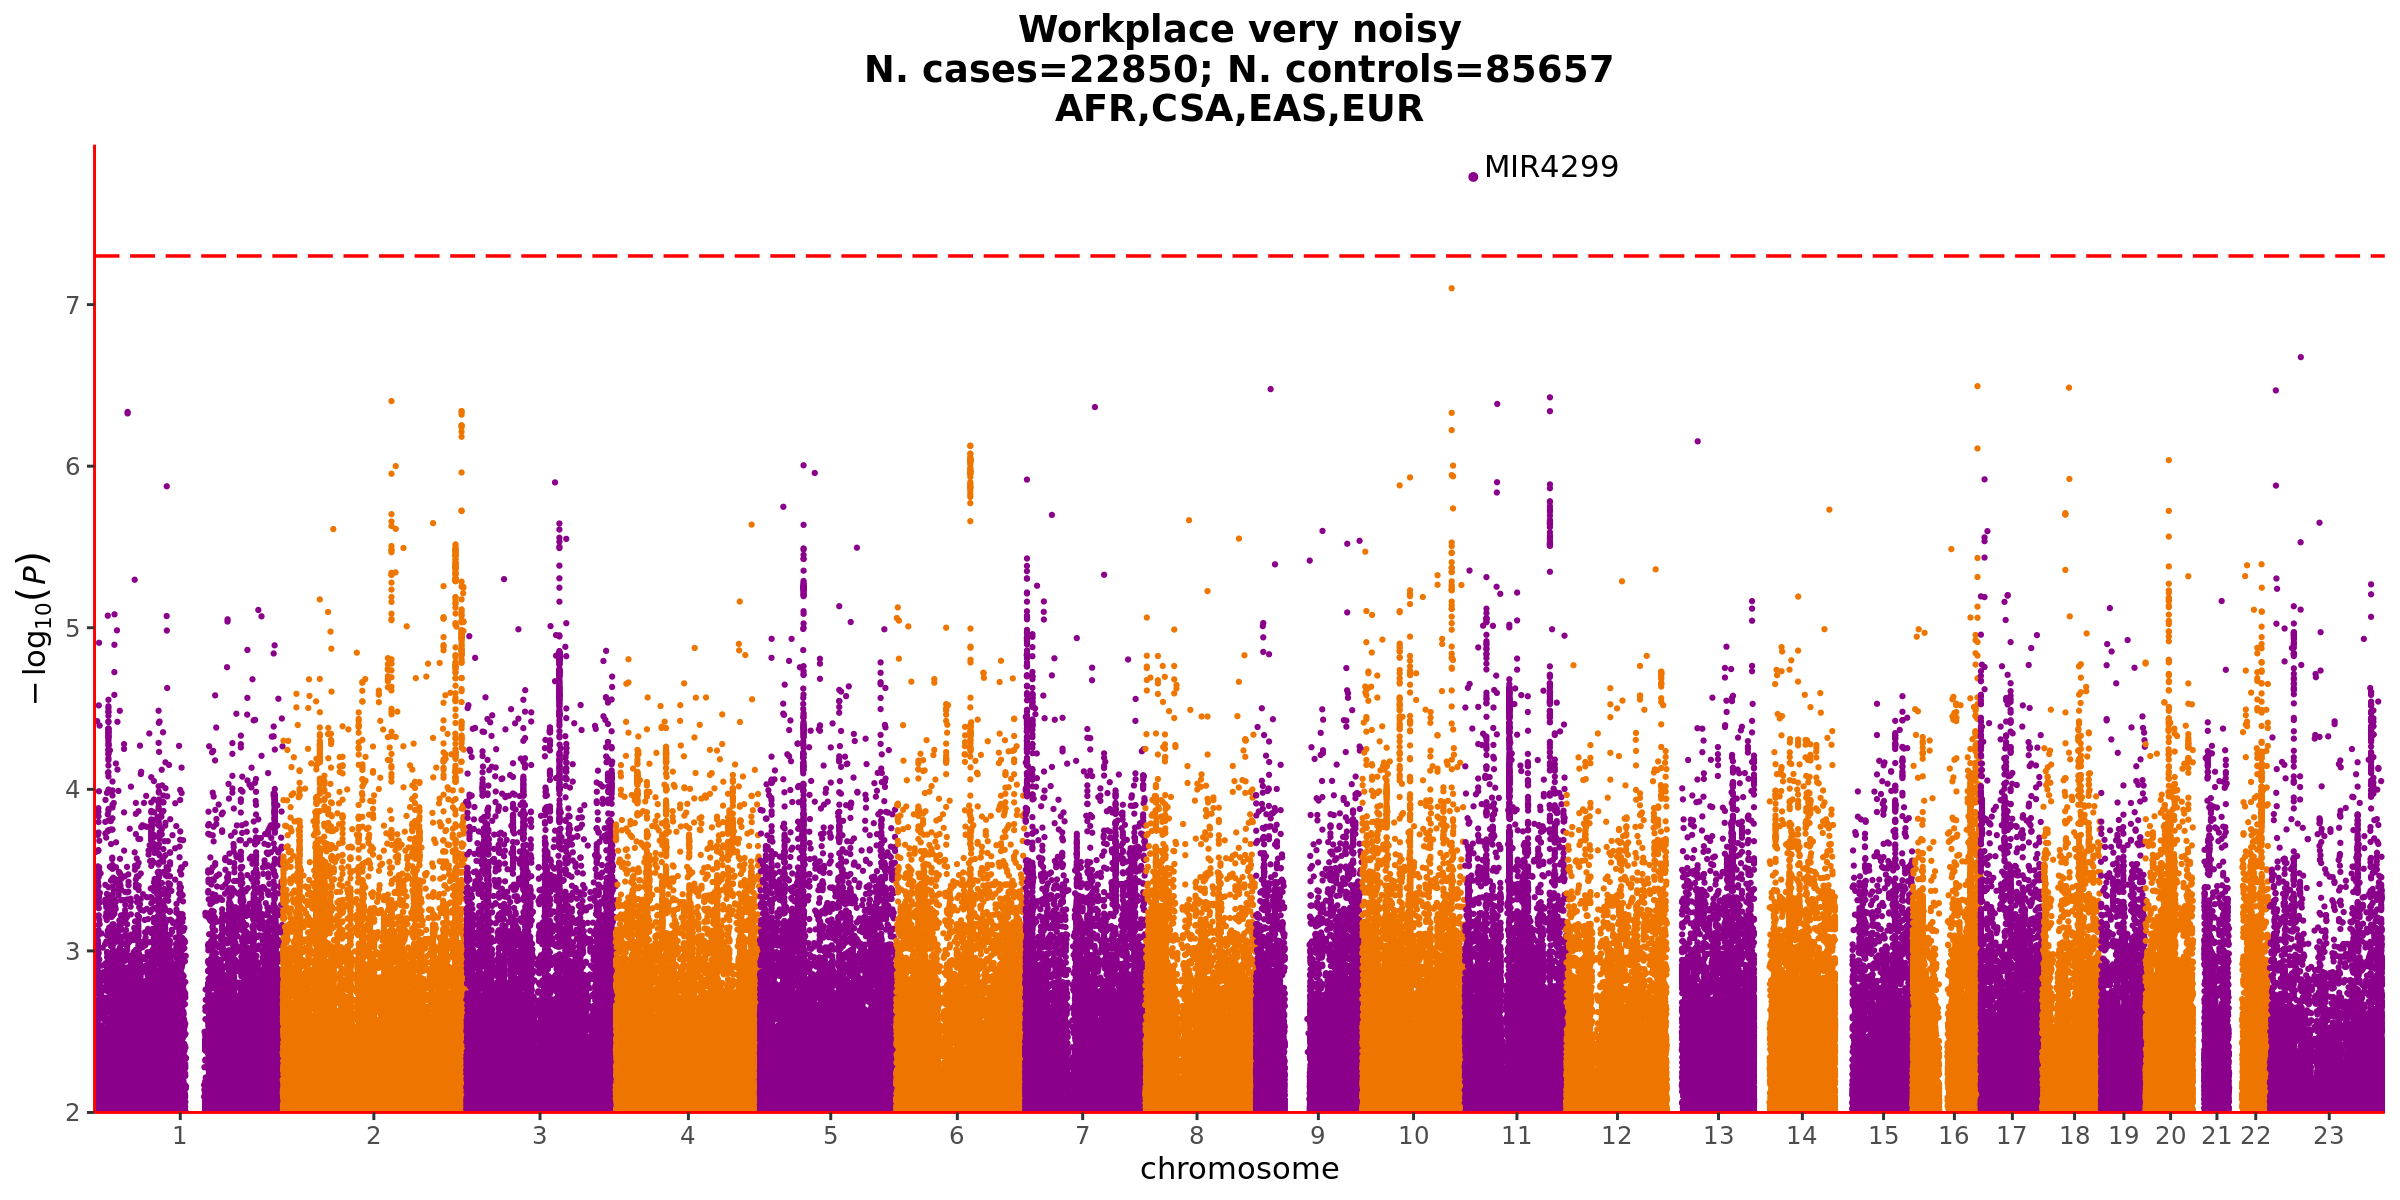 Workplace very noisy
N. cases=22850; N. controls=85657
AFR,CSA,EAS,EUR
MIR4299
−log10(P)
7
6
5
4
3
2
1 2 3 4 5 6 7 8 9 10 11 12 13 14 15 16 17 18 19 20 21 22 23
chromosome